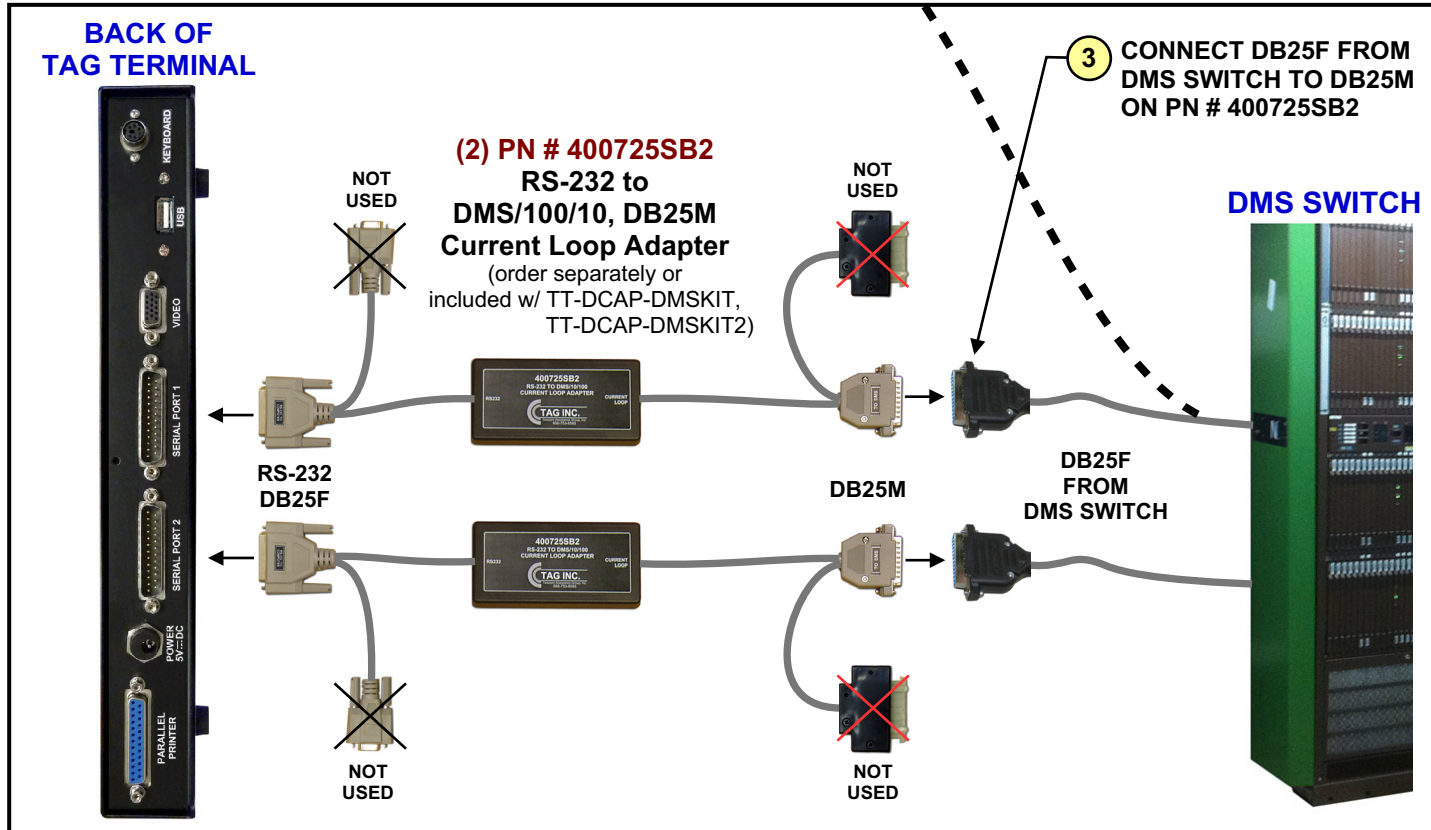 BACK OF
TAG TERMINAL
KEYBOARD
USB
VIDEO
SERIAL PORT 1
SERIAL PORT 2
POWER
5V DC
PARALLEL
PRINTER
NOT
USED
(2) PN # 400725SB2
RS-232 to
DMS/100/10, DB25M
Current Loop Adapter
(order separately or
included w/ TT-DCAP-DMSKIT,
TT-DCAP-DMSKIT2)
NOT
USED
3
CONNECT DB25F FROM
DMS SWITCH TO DB25M
ON PN # 400725SB2
DMS SWITCH
400725SB2
RS-232 TO DMS/10/100
CURRENT LOOP ADAPTER
RS232
CURRENT
LOOP
TAG INC.
TO DMS
RS-232
DB25F
DB25M
DB25F
FROM
DMS SWITCH
400725SB2
RS-232 TO DMS/10/100
CURRENT LOOP ADAPTER
RS232
CURRENT
LOOP
TAG INC.
TO DMS
NOT
USED
NOT
USED